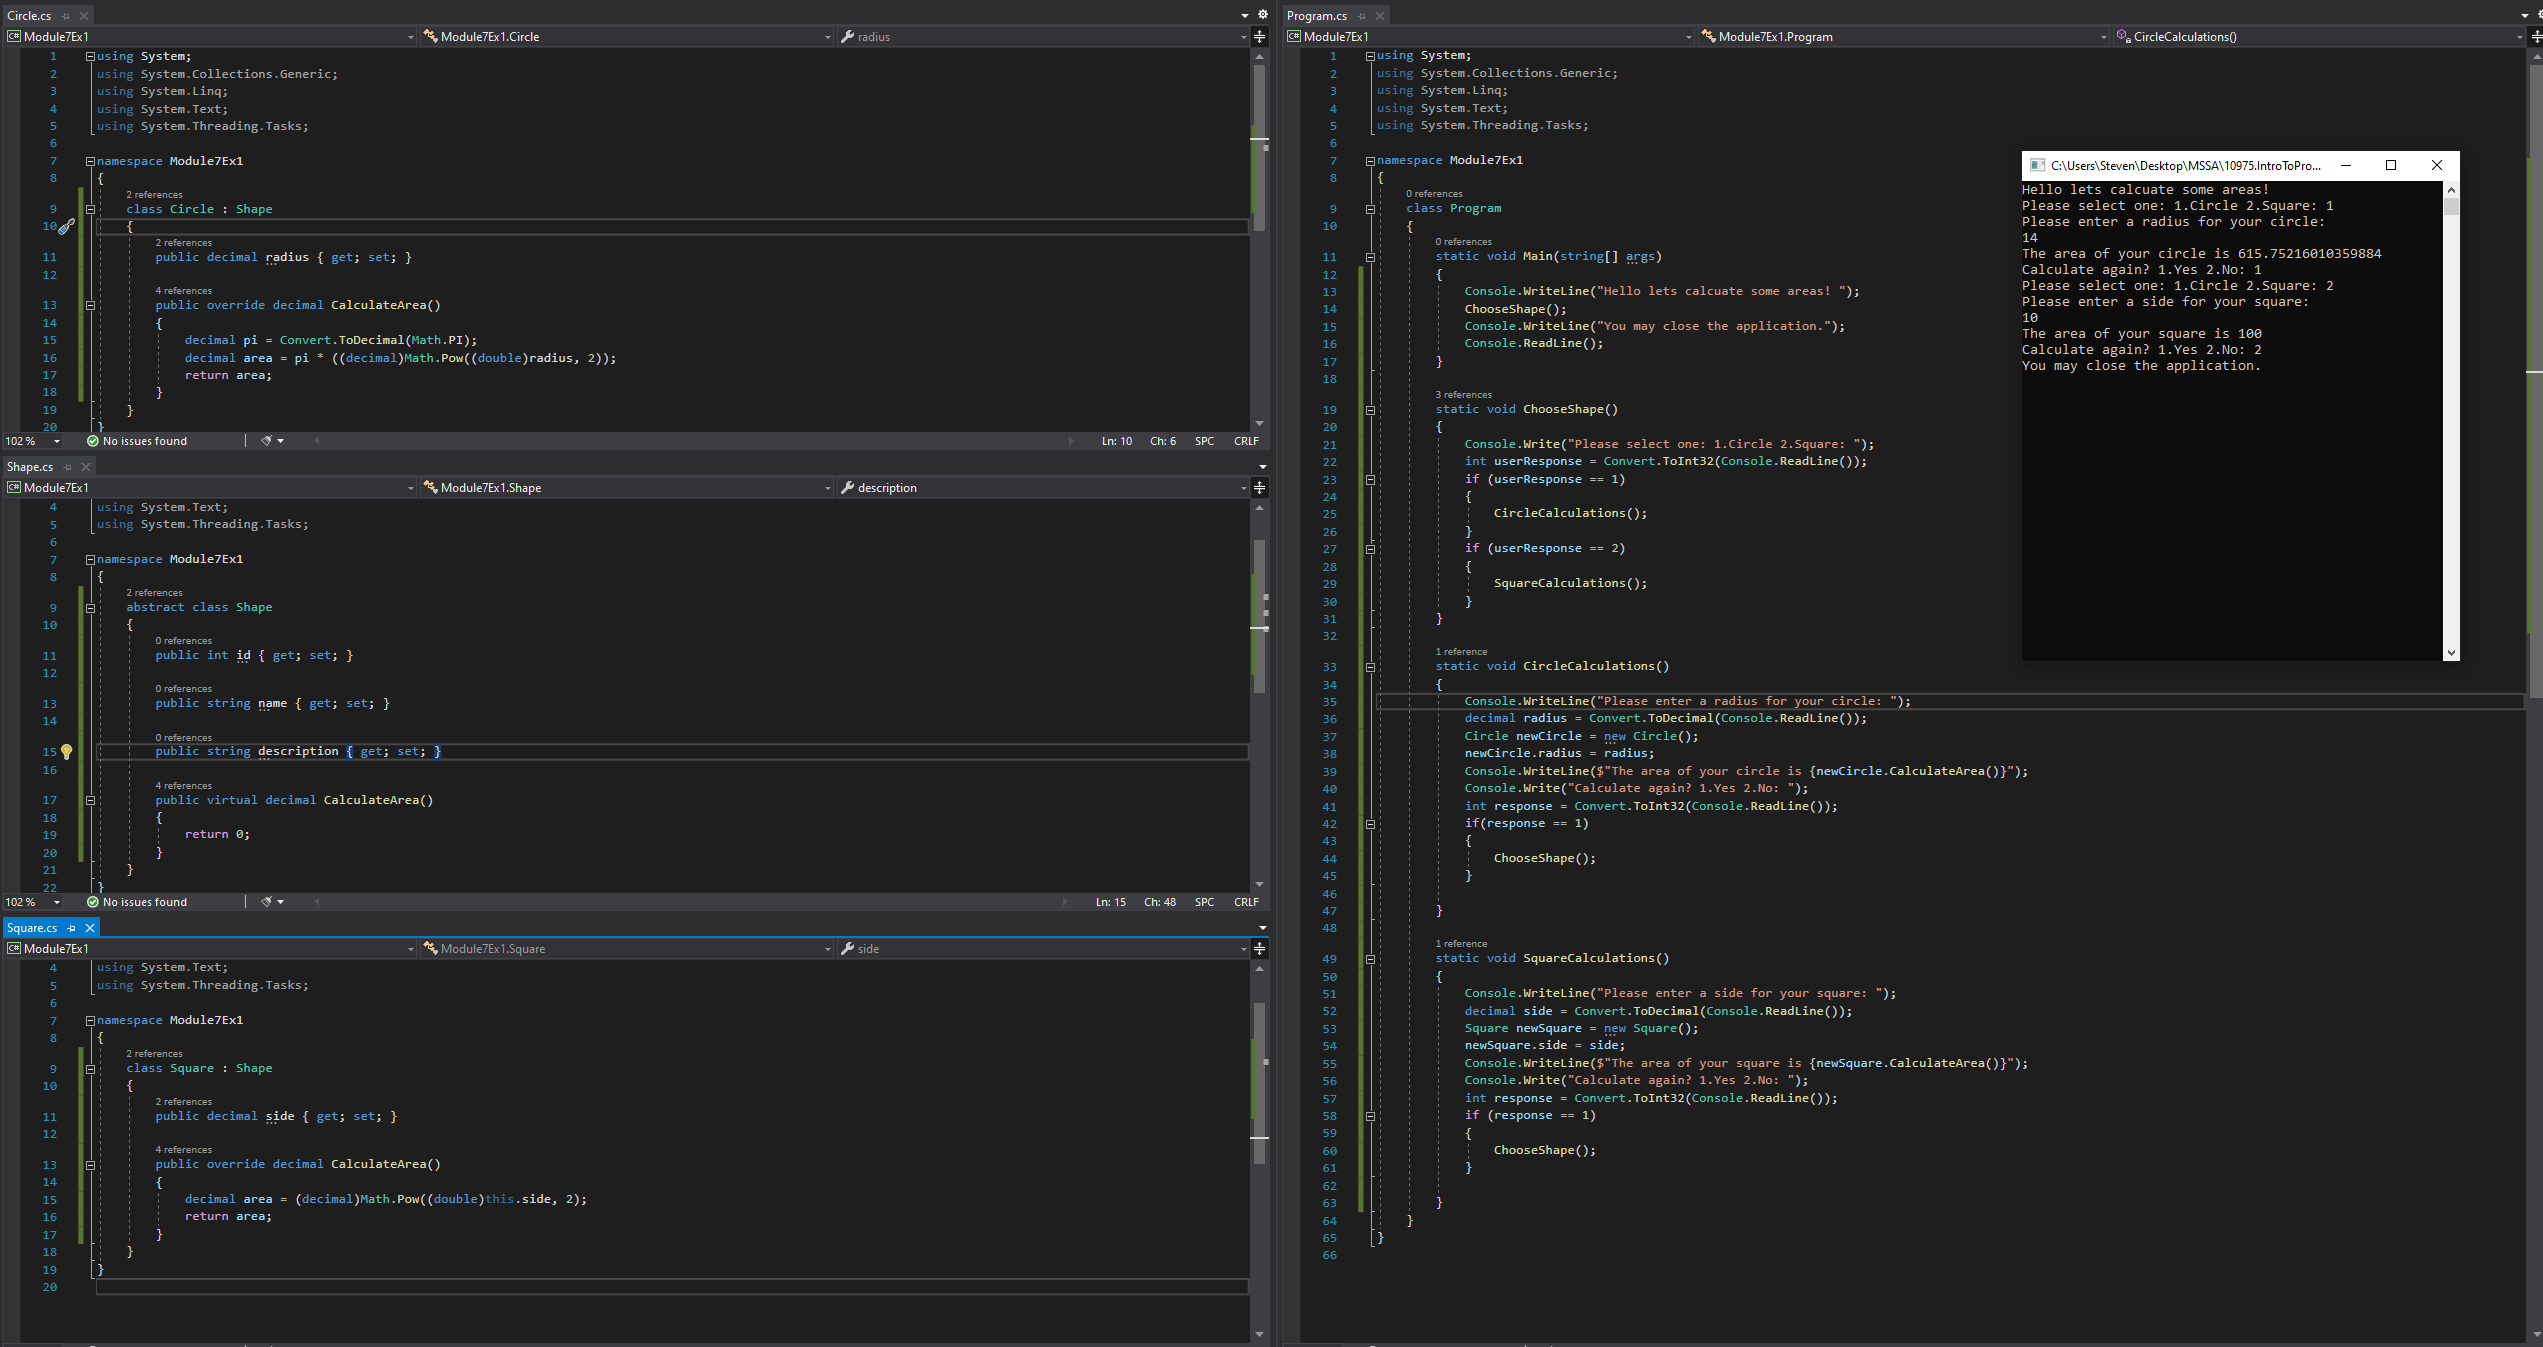 Circle.cs
Module7Ex1 Module7Ex1.Circle radius
1 using System;
2 using System.Collections.Generic;
3 using System.Linq;
4 using System.Text;
5 using System.Threading.Tasks;
6
7 namespace Module7Ex1
8 {
2 references
9 class Circle : Shape
10 {
2 references
11 public decimal radius { get; set; }
12
4 references
13 public override decimal CalculateArea()
14 {
15 decimal pi = Convert.ToDecimal(Math.PI);
16 decimal area = pi * ((decimal)Math.Pow((double)radius, 2));
17 return area;
18 }
19 }
20 }
102 % No issues found Ln: 10 Ch: 6 SPC CRLF
Shape.cs
Module7Ex1 Module7Ex1.Shape description
4 using System.Text;
5 using System.Threading.Tasks;
6
7 namespace Module7Ex1
8 {
2 references
9 abstract class Shape
10 {
0 references
11 public int id { get; set; }
12
0 references
13 public string name { get; set; }
14
0 references
15 public string description { get; set; }
16
4 references
17 public virtual decimal CalculateArea()
18 {
19 return 0;
20 }
21 }
22 }
102 % No issues found Ln: 15 Ch: 48 SPC CRLF
Square.cs
Module7Ex1 Module7Ex1.Square side
4 using System.Text;
5 using System.Threading.Tasks;
6
7 namespace Module7Ex1
8 {
2 references
9 class Square : Shape
10 {
2 references
11 public decimal side { get; set; }
12
4 references
13 public override decimal CalculateArea()
14 {
15 decimal area = (decimal)Math.Pow((double)this.side, 2);
16 return area;
17 }
18 }
19 }
20
Program.cs
Module7Ex1 Module7Ex1.Program CircleCalculations()
1 using System;
2 using System.Collections.Generic;
3 using System.Linq;
4 using System.Text;
5 using System.Threading.Tasks;
6
7 namespace Module7Ex1
8 {
0 references
9 class Program
10 {
0 references
11 static void Main(string[] args)
12 {
13 Console.WriteLine("Hello lets calcuate some areas! ");
14 ChooseShape();
15 Console.WriteLine("You may close the application.");
16 Console.ReadLine();
17 }
18
3 references
19 static void ChooseShape()
20 {
21 Console.Write("Please select one: 1.Circle 2.Square: ");
22 int userResponse = Convert.ToInt32(Console.ReadLine());
23 if (userResponse == 1)
24 {
25 CircleCalculations();
26 }
27 if (userResponse == 2)
28 {
29 SquareCalculations();
30 }
31 }
32
1 reference
33 static void CircleCalculations()
34 {
35 Console.WriteLine("Please enter a radius for your circle: ");
36 decimal radius = Convert.ToDecimal(Console.ReadLine());
37 Circle newCircle = new Circle();
38 newCircle.radius = radius;
39 Console.WriteLine($"The area of your circle is {newCircle.CalculateArea()}");
40 Console.Write("Calculate again? 1.Yes 2.No: ");
41 int response = Convert.ToInt32(Console.ReadLine());
42 if(response == 1)
43 {
44 ChooseShape();
45 }
46
47 }
48
1 reference
49 static void SquareCalculations()
50 {
51 Console.WriteLine("Please enter a side for your square: ");
52 decimal side = Convert.ToDecimal(Console.ReadLine());
53 Square newSquare = new Square();
54 newSquare.side = side;
55 Console.WriteLine($"The area of your square is {newSquare.CalculateArea()}");
56 Console.Write("Calculate again? 1.Yes 2.No: ");
57 int response = Convert.ToInt32(Console.ReadLine());
58 if (response == 1)
59 {
60 ChooseShape();
61 }
62
63 }
64 }
65 }
66
C:\Users\Steven\Desktop\MSSA\10975.IntroToPro...
Hello lets calcuate some areas!
Please select one: 1.Circle 2.Square: 1
Please enter a radius for your circle:
14
The area of your circle is 615.75216010359884
Calculate again? 1.Yes 2.No: 1
Please select one: 1.Circle 2.Square: 2
Please enter a side for your square:
10
The area of your square is 100
Calculate again? 1.Yes 2.No: 2
You may close the application.